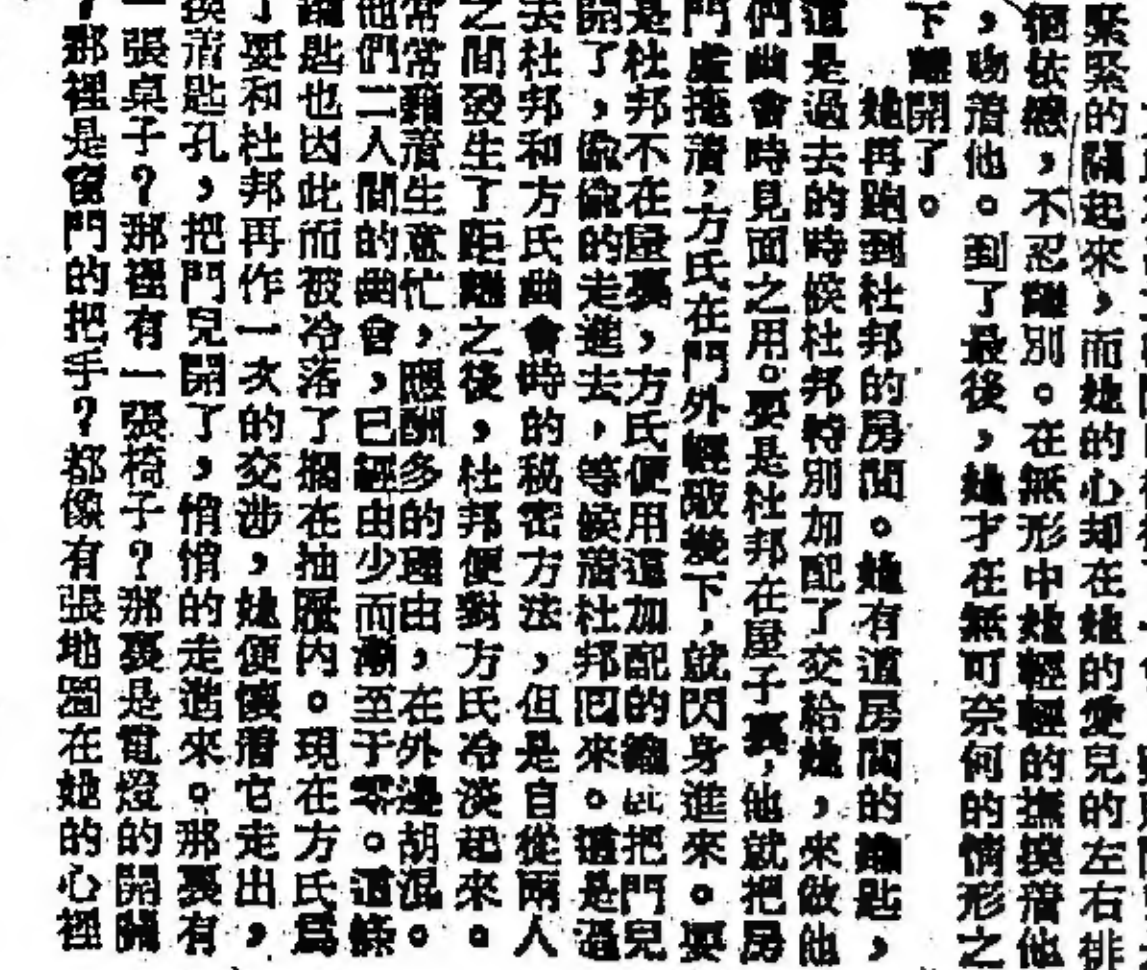 緊緊的隔起來，而她的心却在她的愛兒的左右徘
徊依戀，不忍離別。在無形中她輕輕的撫摸着他
，吻着他。到了最後，她才在無可奈何的情形之
下離開了。
她再跑到杜邦的房間。她有道房間的鑰匙，
道是過去的時候杜邦特別加配了交給她，來做他
們幽會時見面之用。要是杜邦在屋子裏，他就把房
門虛掩着，方氏在門外輕敲幾下，就閃身進來。要
是杜邦不在屋裏，方氏便用這加配的鑰匙把門兒
開了，偷偷的走進去，等候着杜邦囘來。這是過
去杜邦和方氏幽會時的秘密方法，但是自從兩人
之間發生了距離之後，杜邦便對方氏冷淡起來。
常常藉着生意忙，應酬多的理由，在外邊胡混。
他們二人間的幽會，已經由少而漸至于零。這條
鑰匙也因此而被冷落了擱在抽屜內。現在方氏爲
了要和杜邦再作一次的交涉，她便懷着它走出，
摸着匙孔，把門兒開了，悄悄的走進來。那裏有
一張桌子？那裡有一張椅子？那裏是電燈的開關
？那裡是窗門的把手？都像有張地圖在她的心裡